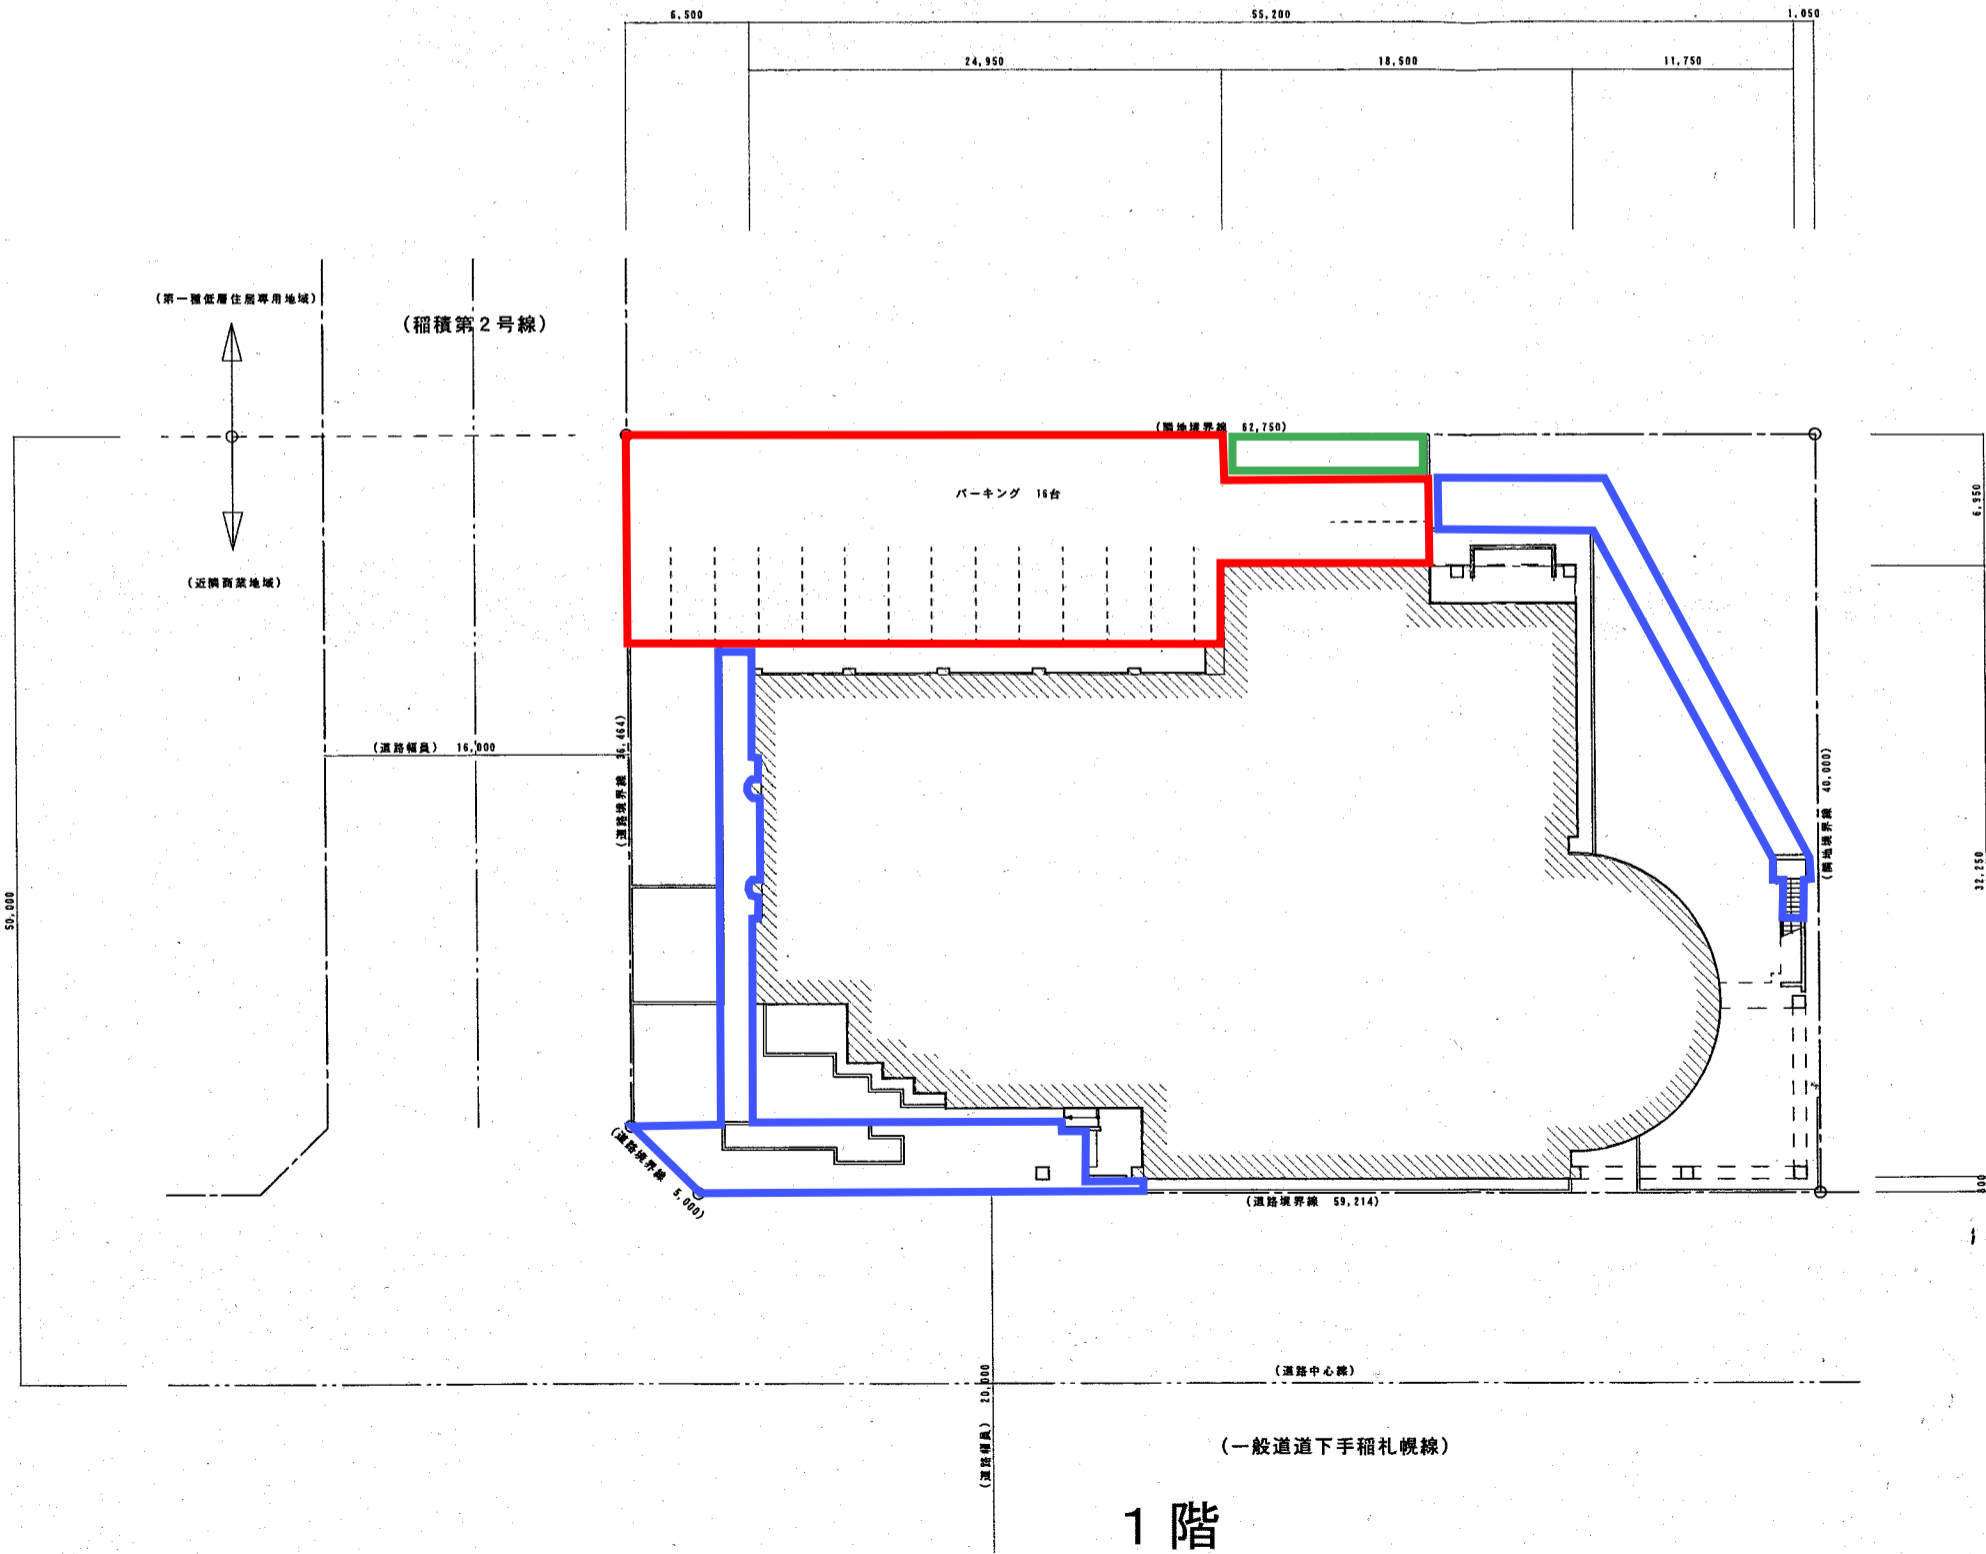 6,500
55,200
1,050
24,950
18,500
11,750
(第一種低層住居専用地域)
(稲積第2号線)
(隣地境界線 62,750)
パーキング 16台
6,950
(近隣商業地域)
(道路境界線 36,464)
(道路幅員) 16,000
(隣地境界線 40,000)
32,250
50,000
(道路境界線 5,000)
(道路境界線 59,214)
800
(道路中心線)
(道路幅員) 20,000
(一般道道下手稲札幌線)
1階